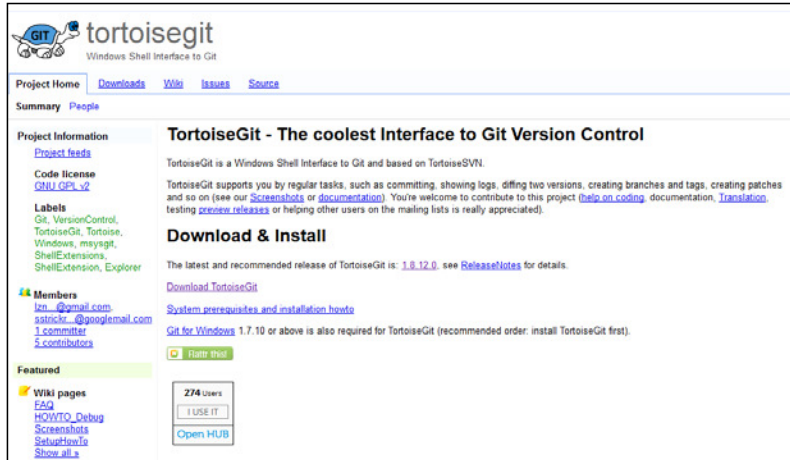 GIT
tortoisegit
Windows Shell Interface to Git
Project Home Downloads Wiki Issues Source
Summary People
Project Information
Project feeds
Code license
GNU GPL v2
Labels
Git, VersionControl,
TortoiseGit, Tortoise,
Windows, msysgit,
ShellExtensions,
ShellExtension, Explorer
Members
lzn...@gmail.com,
sstrickr...@googlemail.com
1 committer
5 contributors
Featured
Wiki pages
FAQ
HOWTO_Debug
Screenshots
SetupHowTo
Show all »
TortoiseGit - The coolest Interface to Git Version Control
TortoiseGit is a Windows Shell Interface to Git and based on TortoiseSVN.
TortoiseGit supports you by regular tasks, such as committing, showing logs, diffing two versions, creating branches and tags, creating patches
and so on (see our Screenshots or documentation). You're welcome to contribute to this project (help on coding, documentation, Translation,
testing preview releases or helping other users on the mailing lists is really appreciated).
Download & Install
The latest and recommended release of TortoiseGit is: 1.8.12.0, see ReleaseNotes for details.
Download TortoiseGit
System prerequisites and installation howto
Git for Windows 1.7.10 or above is also required for TortoiseGit (recommended order: install TortoiseGit first).
Flattr this!
274 Users
I USE IT
Open HUB